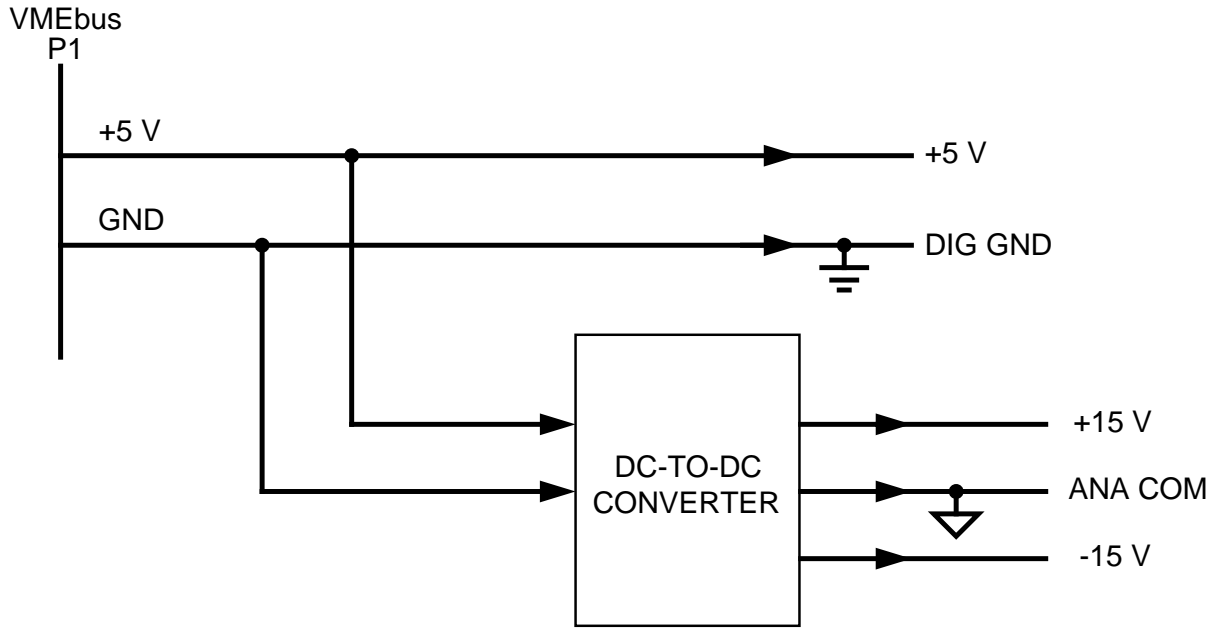 VMEbus
P1
+5 V
+5 V
GND
DIG GND
DC-TO-DC
CONVERTER
+15 V
ANA COM
-15 V